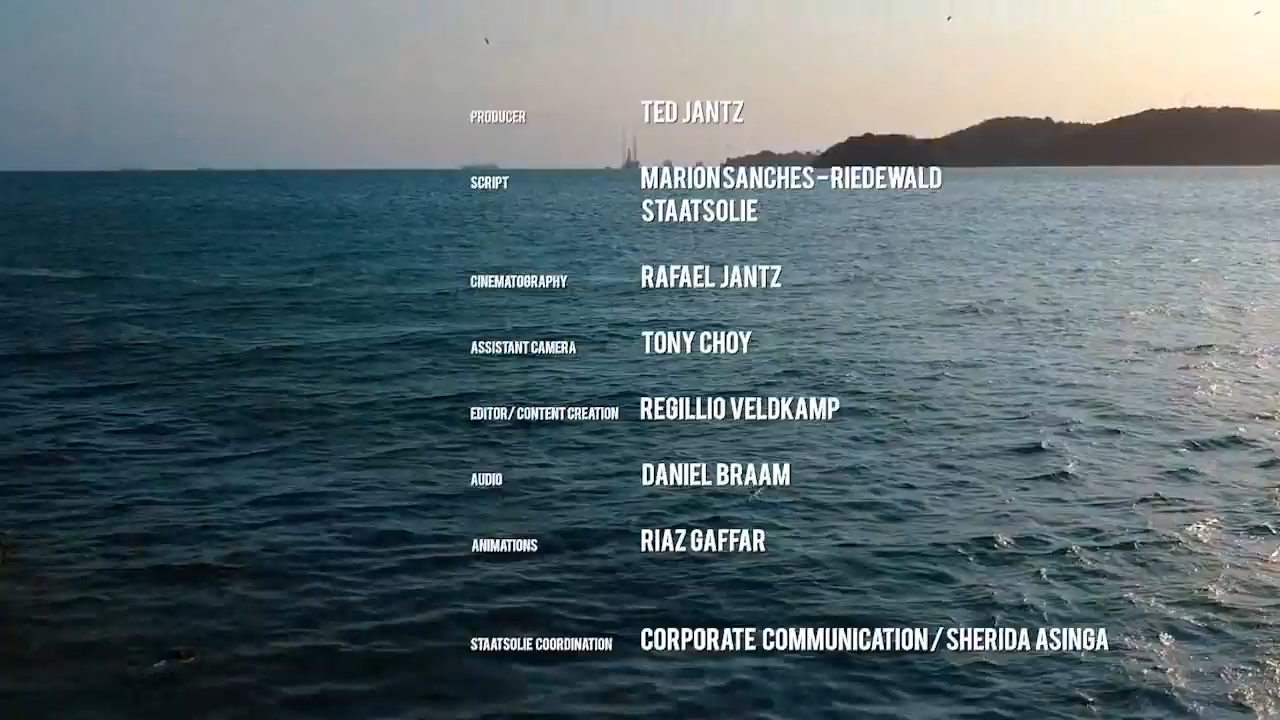 PRODUCER TED JANTZ
SCRIPT MARION SANCHES-RIEDEWALD
STAATSOLIE
CINEMATOGRAPHY RAFAEL JANTZ
ASSISTANT CAMERA TONY CHOY
EDITOR/ CONTENT CREATION REGILLIO VELDKAMP
AUDIO DANIEL BRAAM
ANIMATIONS RIAZ GAFFAR
STAATSOLIE COORDINATION CORPORATE COMMUNICATION / SHERIDA ASINGA